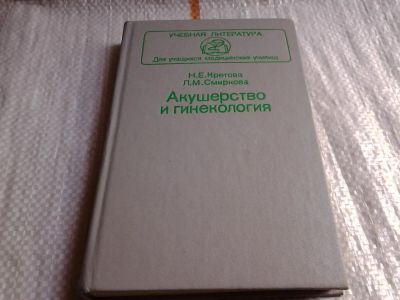 УЧЕБНАЯ ЛИТЕРАТУРА
Для учащихся медицинских училищ
Н.Е.Кретова
Л.М.Смирнова
Акушерство
и гинекология